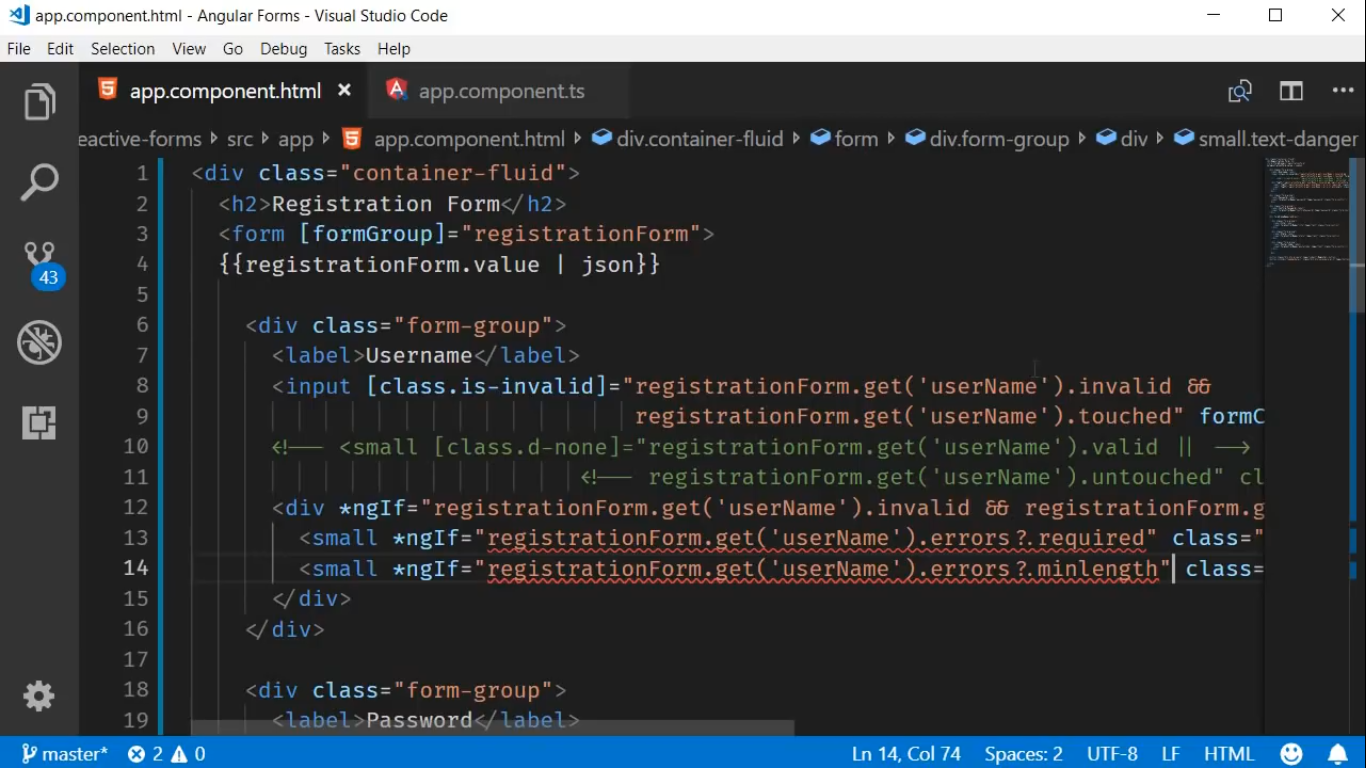 app.component.html - Angular Forms - Visual Studio Code
File Edit Selection View Go Debug Tasks Help
app.component.html app.component.ts
eactive-forms src app app.component.html div.container-fluid form div.form-group div small.text-danger
1 <div class="container-fluid">
2 <h2>Registration Form</h2>
3 <form [formGroup]="registrationForm">
4 {{registrationForm.value | json}}
5
6 <div class="form-group">
7 <label>Username</label>
8 <input [class.is-invalid]="registrationForm.get('userName').invalid &&
9 registrationForm.get('userName').touched" formC
10 <!-- <small [class.d-none]="registrationForm.get('userName').valid || -->
11 <!-- registrationForm.get('userName').untouched" cl
12 <div *ngIf="registrationForm.get('userName').invalid && registrationForm.g
13 <small *ngIf="registrationForm.get('userName').errors?.required" class="
14 <small *ngIf="registrationForm.get('userName').errors?.minlength" class=
15 </div>
16 </div>
17
18 <div class="form-group">
19 <label>Password</label>
43
master* 2 0 Ln 14, Col 74 Spaces: 2 UTF-8 LF HTML